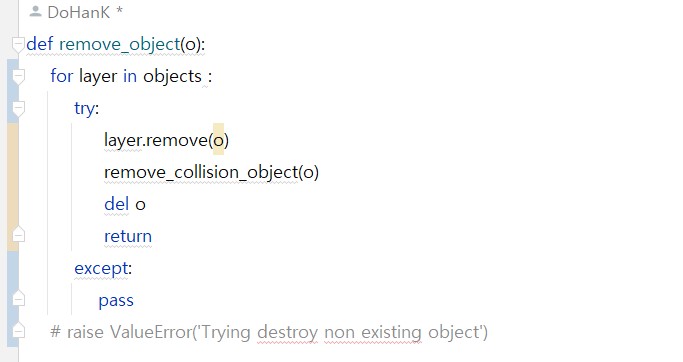 DoHanK *
def remove_object(o):
    for layer in objects :
        try:
            layer.remove(o)
            remove_collision_object(o)
            del o
            return
        except:
            pass
    # raise ValueError('Trying destroy non existing object')